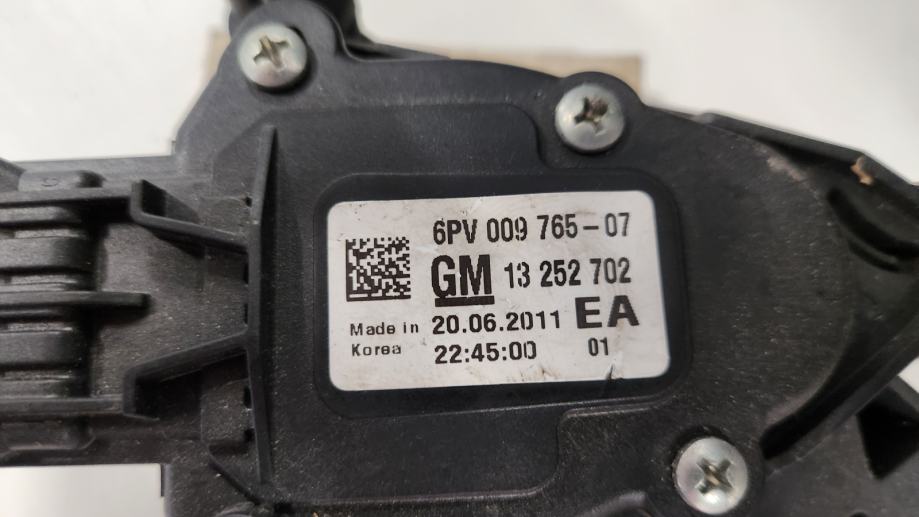 6PV 009 765-07
GM 13 252 702
Made in 20.06.2011 EA
Korea 22:45:00 01